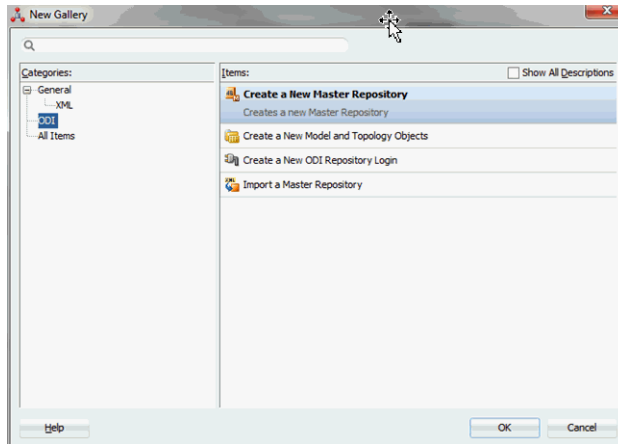 New Gallery
Categories:
General
XML
ODI
All Items
Items:
Show All Descriptions
Create a New Master Repository
Creates a new Master Repository
Create a New Model and Topology Objects
Create a New ODI Repository Login
Import a Master Repository
Help
OK
Cancel